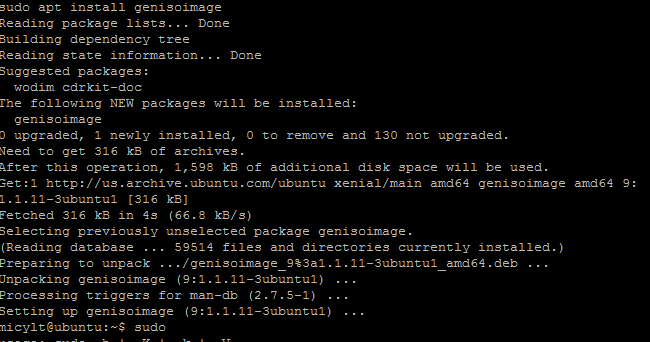 sudo apt install genisoimage
Reading package lists... Done
Building dependency tree
Reading state information... Done
Suggested packages:
  wodim cdrkit-doc
The following NEW packages will be installed:
  genisoimage
0 upgraded, 1 newly installed, 0 to remove and 130 not upgraded.
Need to get 316 kB of archives.
After this operation, 1,598 kB of additional disk space will be used.
Get:1 http://us.archive.ubuntu.com/ubuntu xenial/main amd64 genisoimage amd64 9:
1.1.11-3ubuntu1 [316 kB]
Fetched 316 kB in 4s (66.8 kB/s)
Selecting previously unselected package genisoimage.
(Reading database ... 59514 files and directories currently installed.)
Preparing to unpack .../genisoimage_9%3a1.1.11-3ubuntu1_amd64.deb ...
Unpacking genisoimage (9:1.1.11-3ubuntu1) ...
Processing triggers for man-db (2.7.5-1) ...
Setting up genisoimage (9:1.1.11-3ubuntu1) ...
micylt@ubuntu:~$ sudo